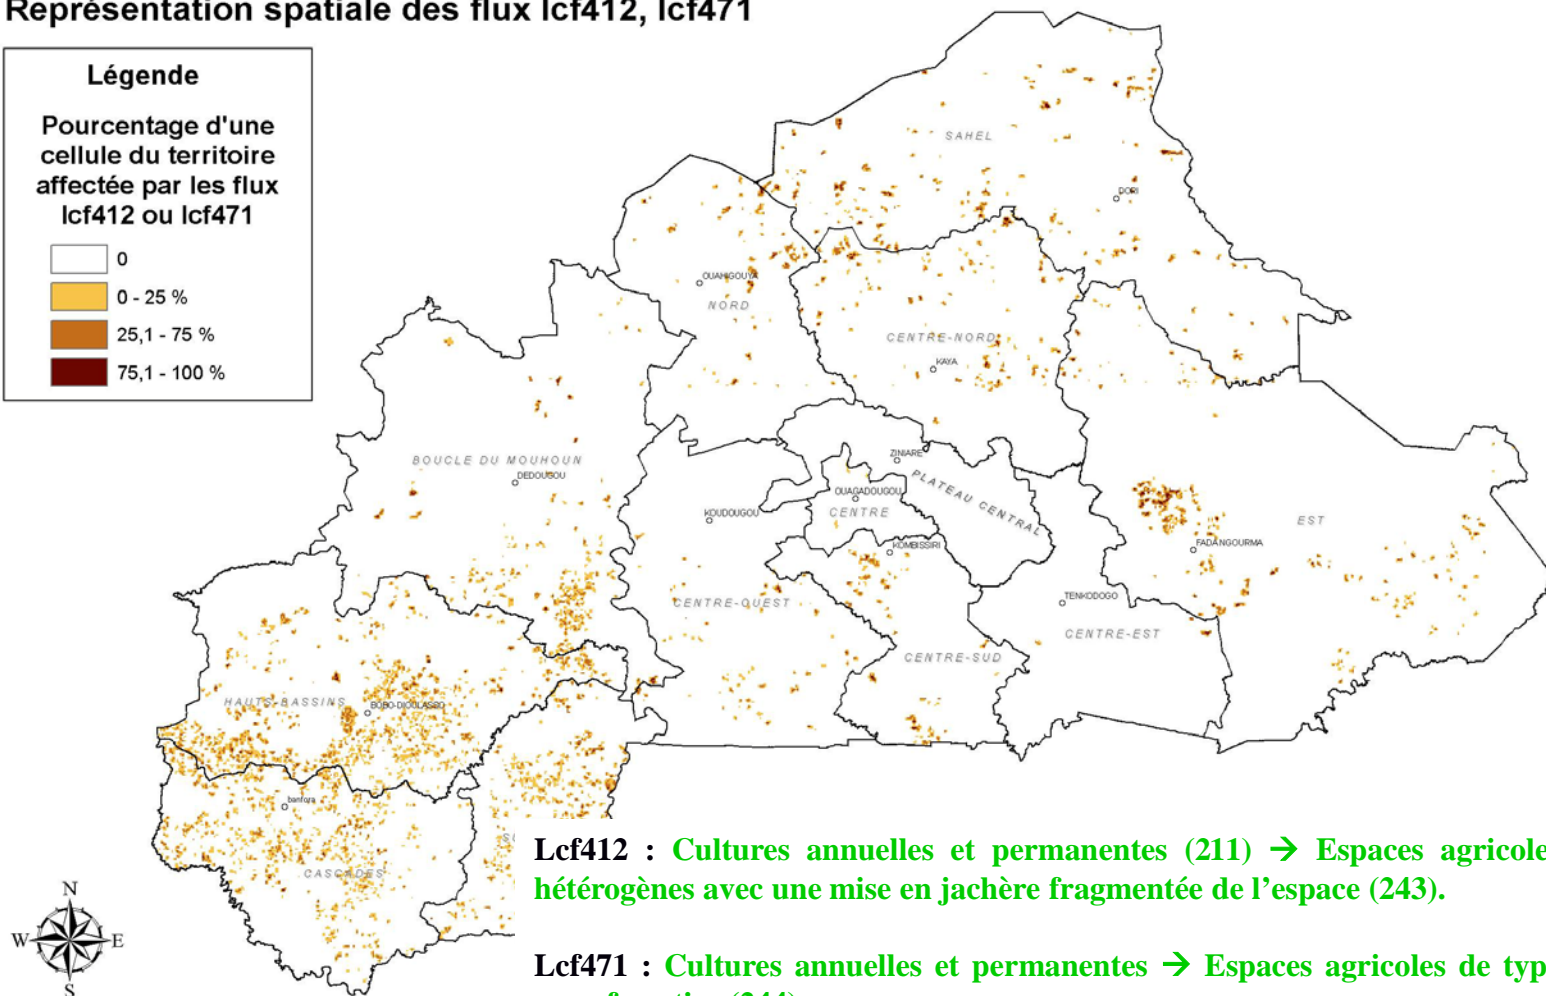 Représentation spatiale des flux lcf412, lcf471
Légende
Pourcentage d'une
cellule du territoire
affectée par les flux
lcf412 ou lcf471
0
0 - 25 %
25,1 - 75 %
75,1 - 100 %
SAHEL
DORI
OUAHIGOUYA
NORD
CENTRE-NORD
KAYA
BOUCLE DU MOUHOUN
DEDOUGOU
ZINIARE
PLATEAU CENTRAL
OUAGADOUGOU
CENTRE
KOUDOUGOU
KOMBISSIRI
EST
FADA NGOURMA
CENTRE-OUEST
TENKODOGO
CENTRE-EST
CENTRE-SUD
HAUTS-BASSINS
BOBO-DIOULASSO
banfora
CASCADES
N
W
E
S
Lcf412 : Cultures annuelles et permanentes (211) → Espaces agricole
hétérogènes avec une mise en jachère fragmentée de l’espace (243).
Lcf471 : Cultures annuelles et permanentes → Espaces agricoles de typ